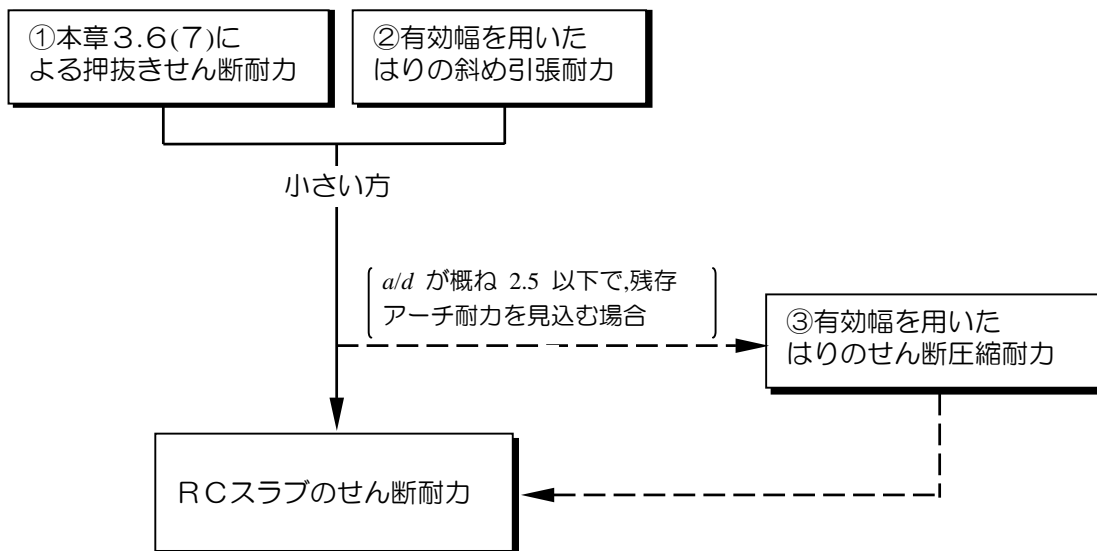 ①本章３.６(７)に
よる押抜きせん断耐力
②有効幅を用いた
はりの斜め引張耐力
小さい方
a/d が概ね 2.5 以下で,残存
アーチ耐力を見込む場合
③有効幅を用いた
はりのせん断圧縮耐力
ＲＣスラブのせん断耐力